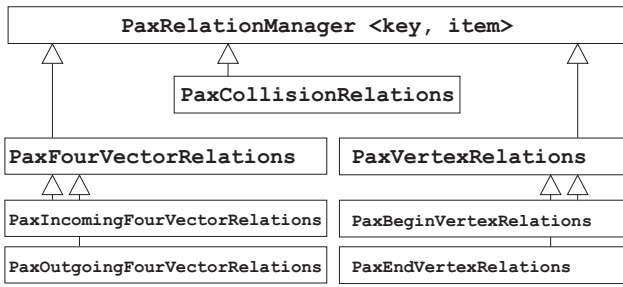 PaxRelationManager <key, item>
PaxCollisionRelations
PaxFourVectorRelations
PaxVertexRelations
PaxIncomingFourVectorRelations
PaxBeginVertexRelations
PaxOutgoingFourVectorRelations
PaxEndVertexRelations